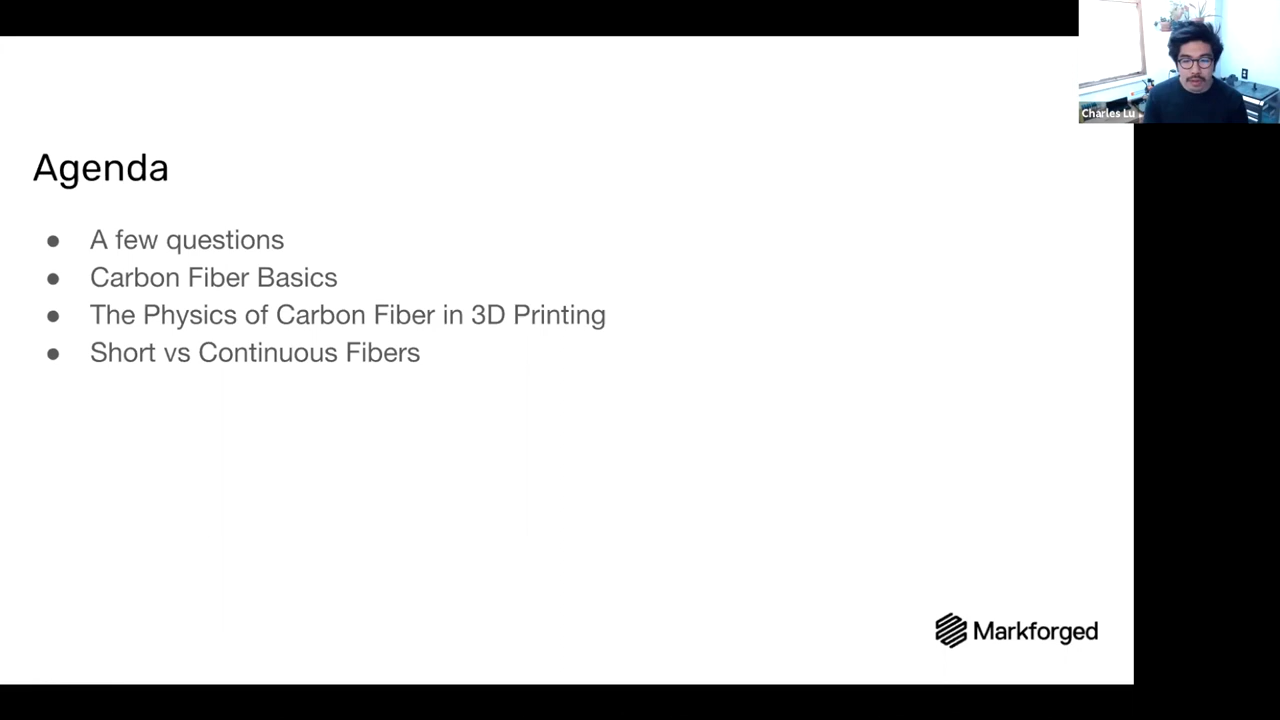 Charles Lu
Agenda
● A few questions
● Carbon Fiber Basics
● The Physics of Carbon Fiber in 3D Printing
● Short vs Continuous Fibers
Markforged